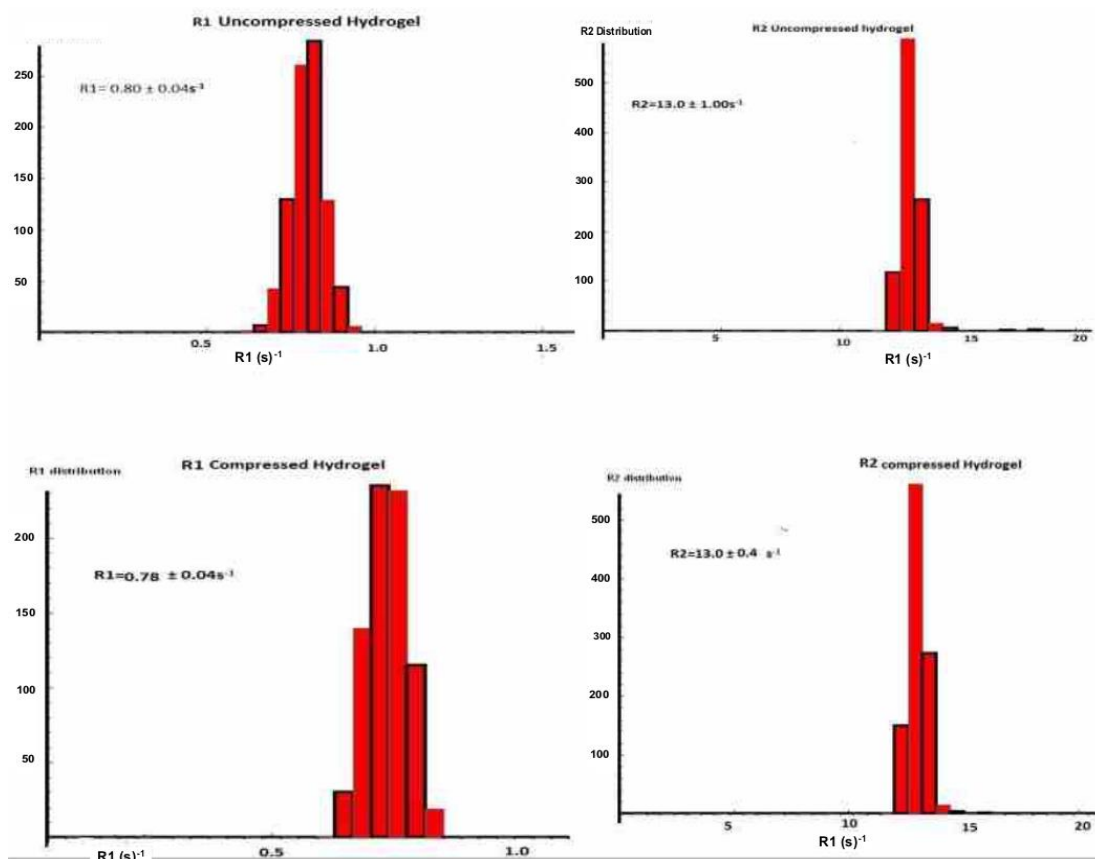 R1 Uncompressed Hydrogel
R1= 0.80 ± 0.04s⁻¹
250
200
150
100
50
0.5
1.0
1.5
R1 (s)⁻¹
R2 Distribution
R2 Uncompressed hydrogel
R2=13.0 ± 1.00s⁻¹
500
400
300
200
100
5
10
15
20
R1 (s)⁻¹
R1 distribution
R1 Compressed Hydrogel
R1=0.78 ± 0.04s⁻¹
200
150
100
50
0.5
1.0
R1 (s)⁻¹
R2 compressed Hydrogel
R2 distribution
R2=13.0 ± 0.4 s⁻¹
500
400
300
200
100
5
10
15
20
R1 (s)⁻¹